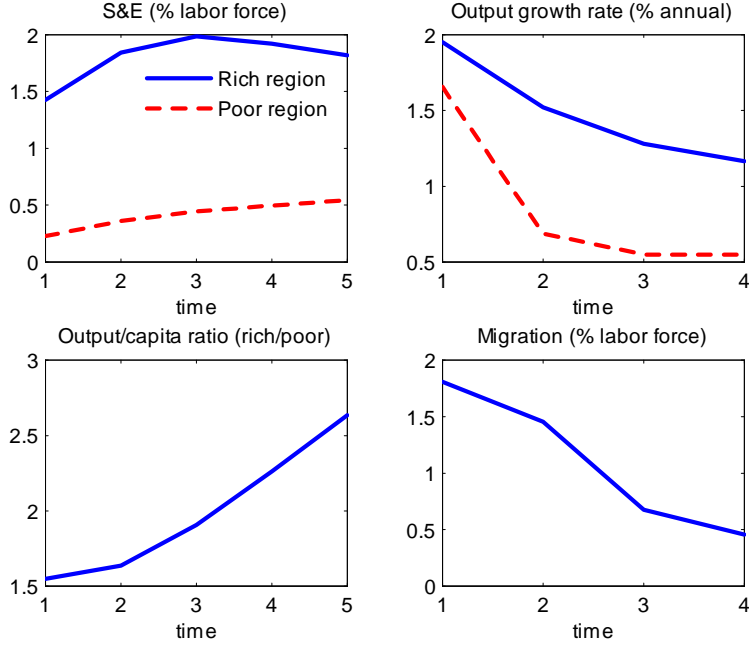 S&E (% labor force)
2
1.5
1
0.5
0
1 2 3 4 5
time
Rich region
Poor region
Output growth rate (% annual)
2
1.5
1
0.5
1 2 3 4
time
Output/capita ratio (rich/poor)
3
2.5
2
1.5
1 2 3 4 5
time
Migration (% labor force)
2
1.5
1
0.5
0
1 2 3 4
time